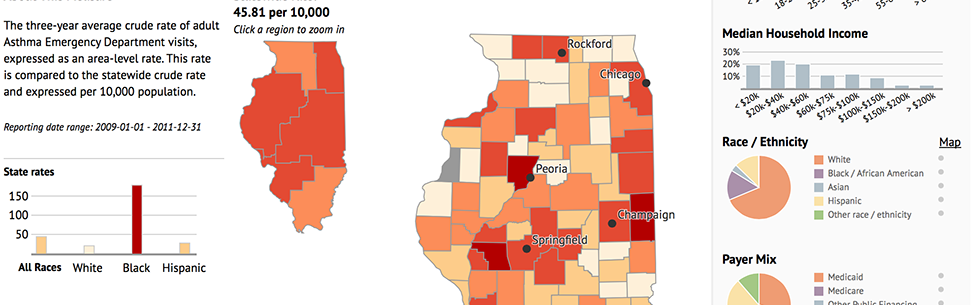 The three-year average crude rate of adult
Asthma Emergency Department visits,
expressed as an area-level rate. This rate
is compared to the statewide crude rate
and expressed per 10,000 population.
Reporting date range: 2009-01-01 - 2011-12-31
State rates
150
100
50
All Races White Black Hispanic
45.81 per 10,000
Click a region to zoom in
Rockford
Chicago
Peoria
Champaign
Springfield
Median Household Income
30%
20%
10%
< $20k $20k-$40k $40k-$60k $60k-$75k $75k-$100k $100k-$150k $150k-$200k > $200k
Race / Ethnicity Map
White
Black / African American
Asian
Hispanic
Other race / ethnicity
Payer Mix
Medicaid
Medicare
Other Public Financing